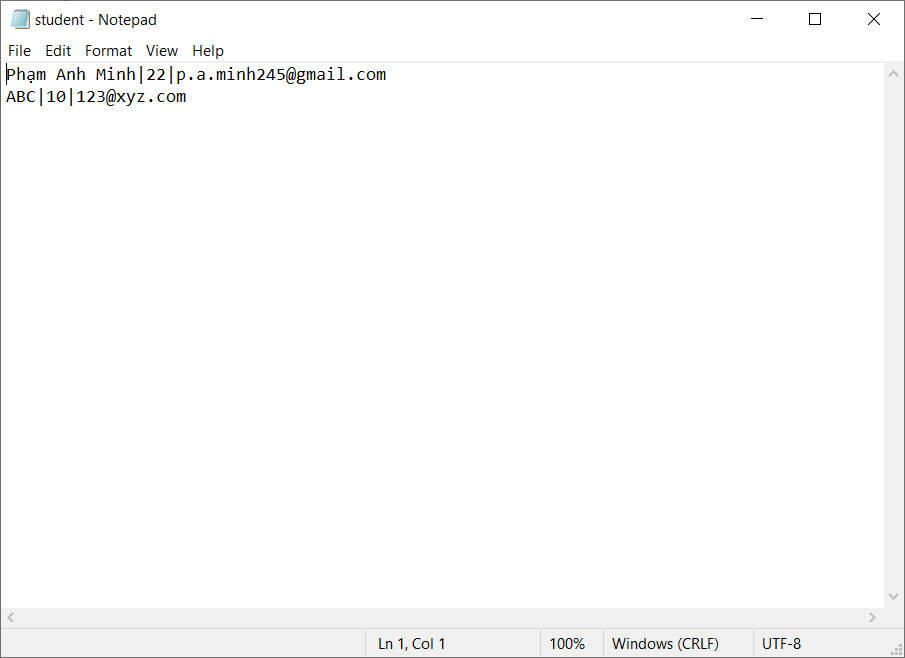 student - Notepad
File Edit Format View Help
Phạm Anh Minh|22|p.a.minh245@gmail.com
ABC|10|123@xyz.com
Ln 1, Col 1 100% Windows (CRLF) UTF-8